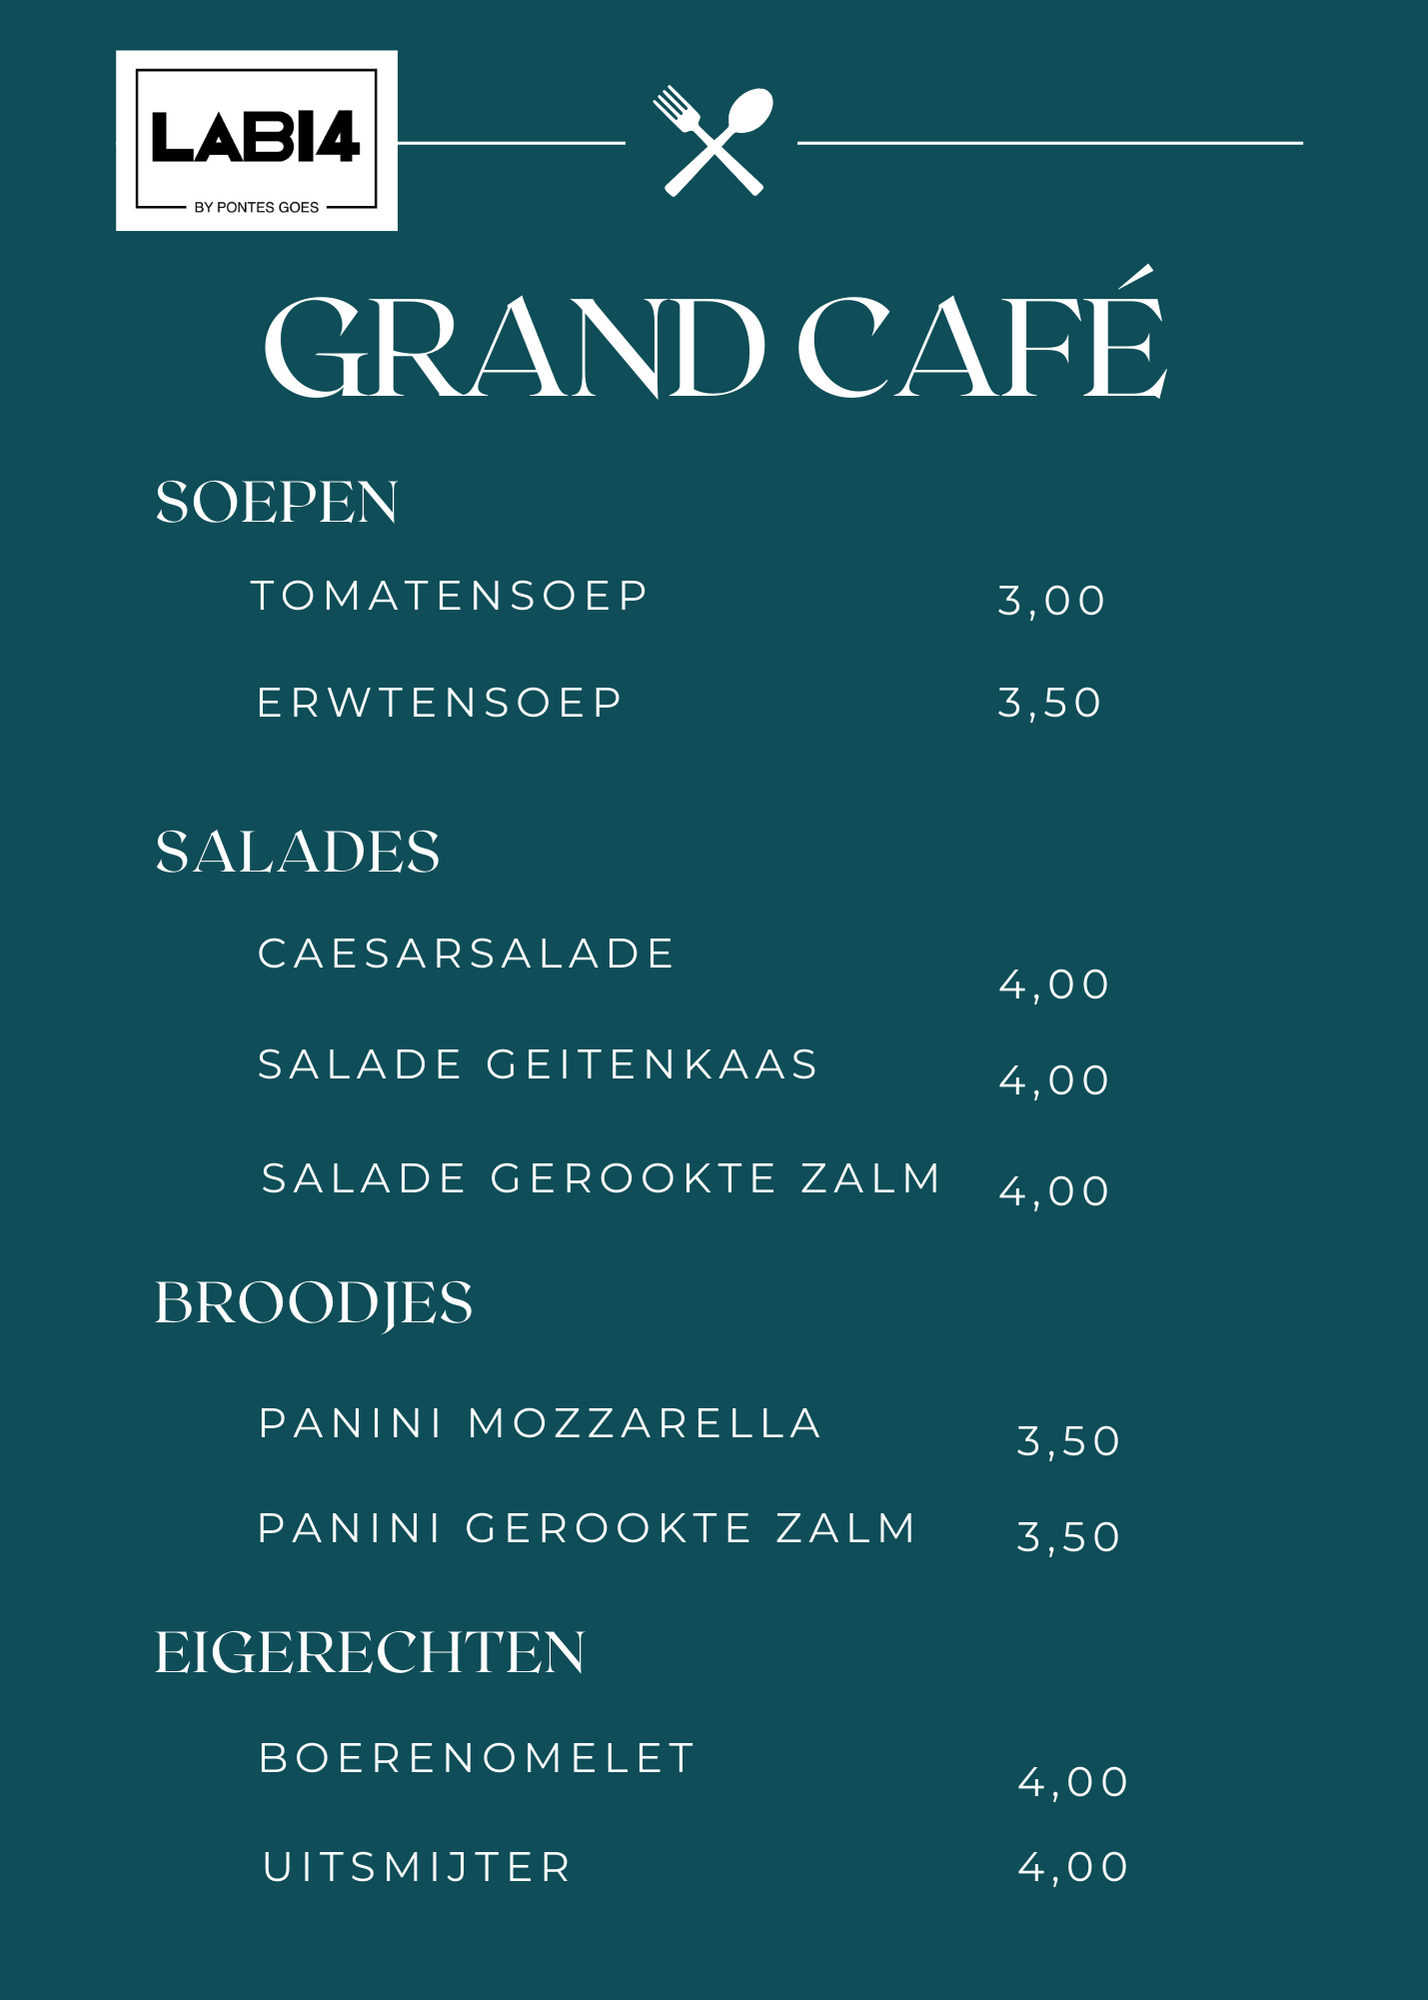 LAB14
BY PONTES GOES
GRAND CAFÉ
SOEPEN
TOMATENSOEP 3,00
ERWTENSOEP 3,50
SALADES
CAESARSALADE 4,00
SALADE GEITENKAAS 4,00
SALADE GEROOKTE ZALM 4,00
BROODJES
PANINI MOZZARELLA 3,50
PANINI GEROOKTE ZALM 3,50
EIGERECHTEN
BOERENOMELET 4,00
UITSMIJTER 4,00